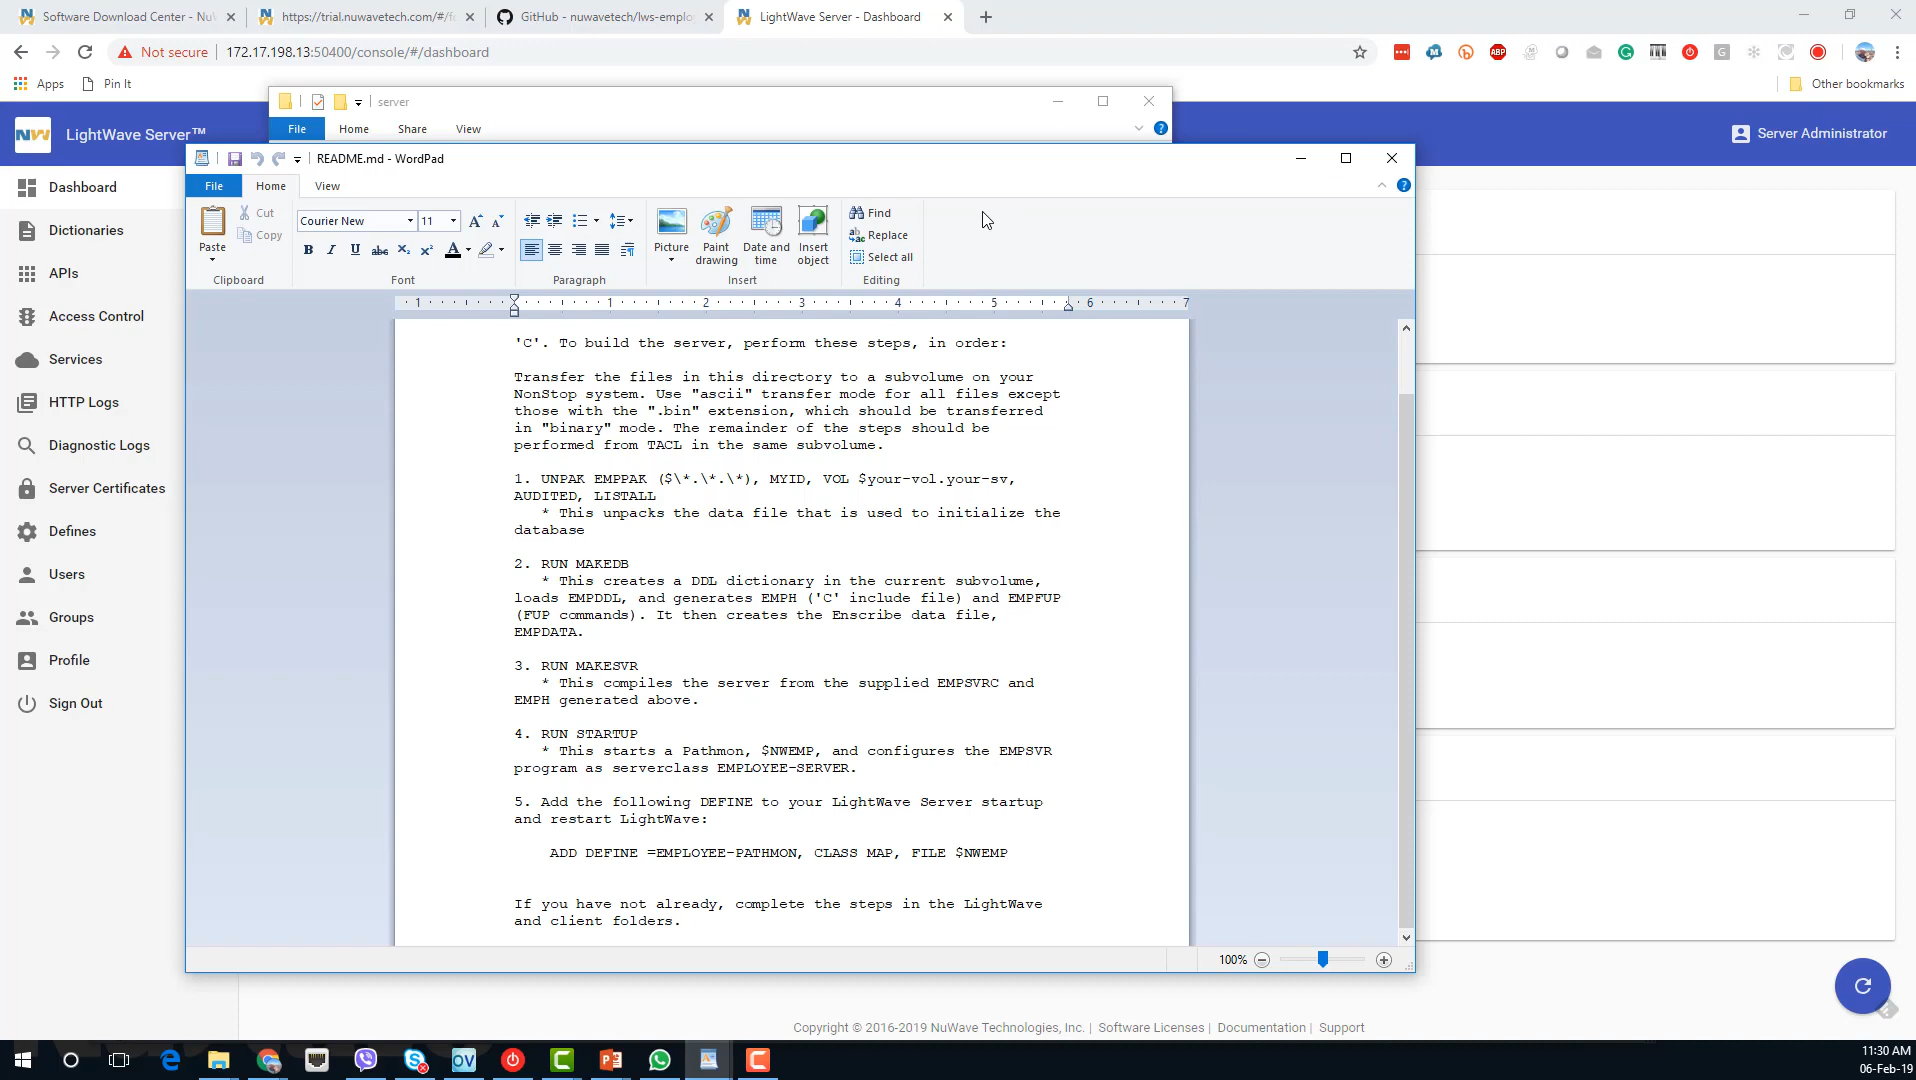 Software Download Center - NuW
https://trial.nuwavetech.com/#/fo
GitHub - nuwavetech/lws-emplo
LightWave Server - Dashboard
Not secure
172.17.198.13:50400/console/#/dashboard
Apps
Pin It
Other bookmarks
NW
LightWave Server™
Server Administrator
server
File
Home
Share
View
README.md - WordPad
File
Home
View
Paste
Cut
Copy
Clipboard
Courier New
11
Font
Paragraph
Picture
Paint drawing
Date and time
Insert object
Insert
Find
Replace
Select all
Editing
1 1 2 3 4 5 6 7
Dashboard
Dictionaries
APIs
Access Control
Services
HTTP Logs
Diagnostic Logs
Server Certificates
Defines
Users
Groups
Profile
Sign Out
'C'. To build the server, perform these steps, in order:
Transfer the files in this directory to a subvolume on your
NonStop system. Use "ascii" transfer mode for all files except
those with the ".bin" extension, which should be transferred
in "binary" mode. The remainder of the steps should be
performed from TACL in the same subvolume.
1. UNPAK EMPPAK ($\*.\*.\*), MYID, VOL $your-vol.your-sv,
AUDITED, LISTALL
* This unpacks the data file that is used to initialize the
database
2. RUN MAKEDB
* This creates a DDL dictionary in the current subvolume,
loads EMPDDL, and generates EMPH ('C' include file) and EMPFUP
(FUP commands). It then creates the Enscribe data file,
EMPDATA.
3. RUN MAKESVR
* This compiles the server from the supplied EMPSVRC and
EMPH generated above.
4. RUN STARTUP
* This starts a Pathmon, $NWEMP, and configures the EMPSVR
program as serverclass EMPLOYEE-SERVER.
5. Add the following DEFINE to your LightWave Server startup
and restart LightWave:
ADD DEFINE =EMPLOYEE-PATHMON, CLASS MAP, FILE $NWEMP
If you have not already, complete the steps in the LightWave
and client folders.
100%
Copyright © 2016-2019 NuWave Technologies, Inc. | Software Licenses | Documentation | Support
11:30 AM
06-Feb-19